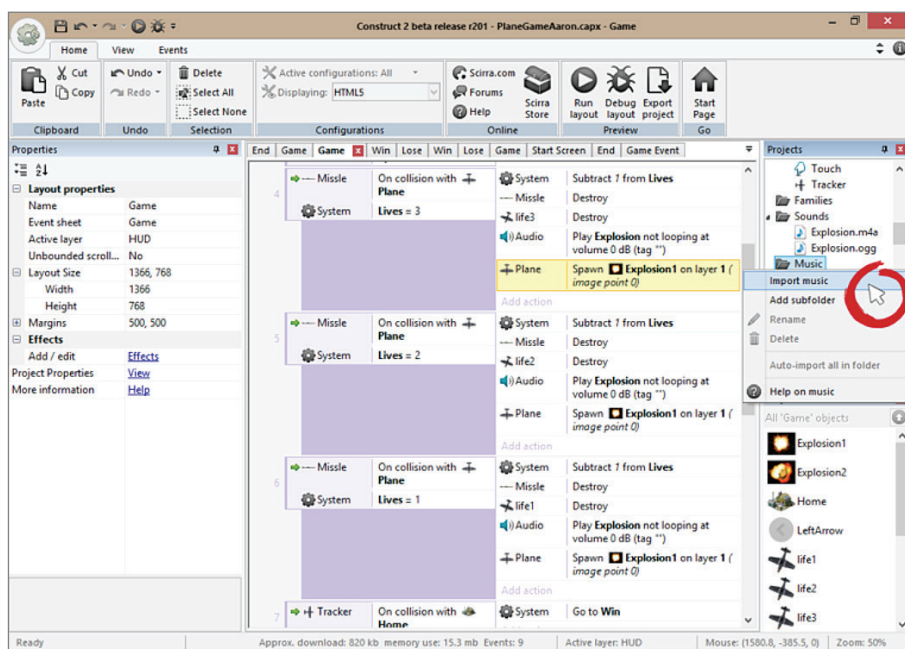 Construct 2 beta release r201 - PlaneGameAaron.capx - Game
Home View Events
Paste
Cut
Copy
Clipboard
Undo
Redo
Undo
Delete
Select All
Select None
Selection
Active configurations: All
Displaying: HTML5
Configurations
Scirra.com
Forums
Help
Scirra
Store
Online
Run
layout
Debug
layout
Export
project
Preview
Start
Page
Go
Properties
Layout properties
Name Game
Event sheet Game
Active layer HUD
Unbounded scroll... No
Layout Size 1366, 768
Width 1366
Height 768
Margins 500, 500
Effects
Add / edit Effects
Project Properties View
More information Help
End Game Game Win Lose Win Lose Game Start Screen End Game Event
4
Missle On collision with
Plane
System Lives = 3
System Subtract 1 from Lives
Missle Destroy
life3 Destroy
Audio Play Explosion not looping at
volume 0 dB (tag "")
Plane Spawn Explosion1 on layer 1 (
image point 0)
Add action
5
Missle On collision with
Plane
System Lives = 2
System Subtract 1 from Lives
Missle Destroy
life2 Destroy
Audio Play Explosion not looping at
volume 0 dB (tag "")
Plane Spawn Explosion1 on layer 1 (
image point 0)
Add action
6
Missle On collision with
Plane
System Lives = 1
System Subtract 1 from Lives
Missle Destroy
life1 Destroy
Audio Play Explosion not looping at
volume 0 dB (tag "")
Plane Spawn Explosion1 on layer 1 (
image point 0)
Add action
7
Tracker On collision with
Home
System Go to Win
Projects
Touch
Tracker
Families
Sounds
Explosion.m4a
Explosion.ogg
Music
Import music
Add subfolder
Rename
Delete
Auto-import all in folder
Help on music
All 'Game' objects
Explosion1
Explosion2
Home
LeftArrow
life1
life2
life3
Ready
Approx. download: 820 kb memory use: 15.3 mb Events: 9
Active layer: HUD
Mouse: (1580.8, -385.5, 0)
Zoom: 50%